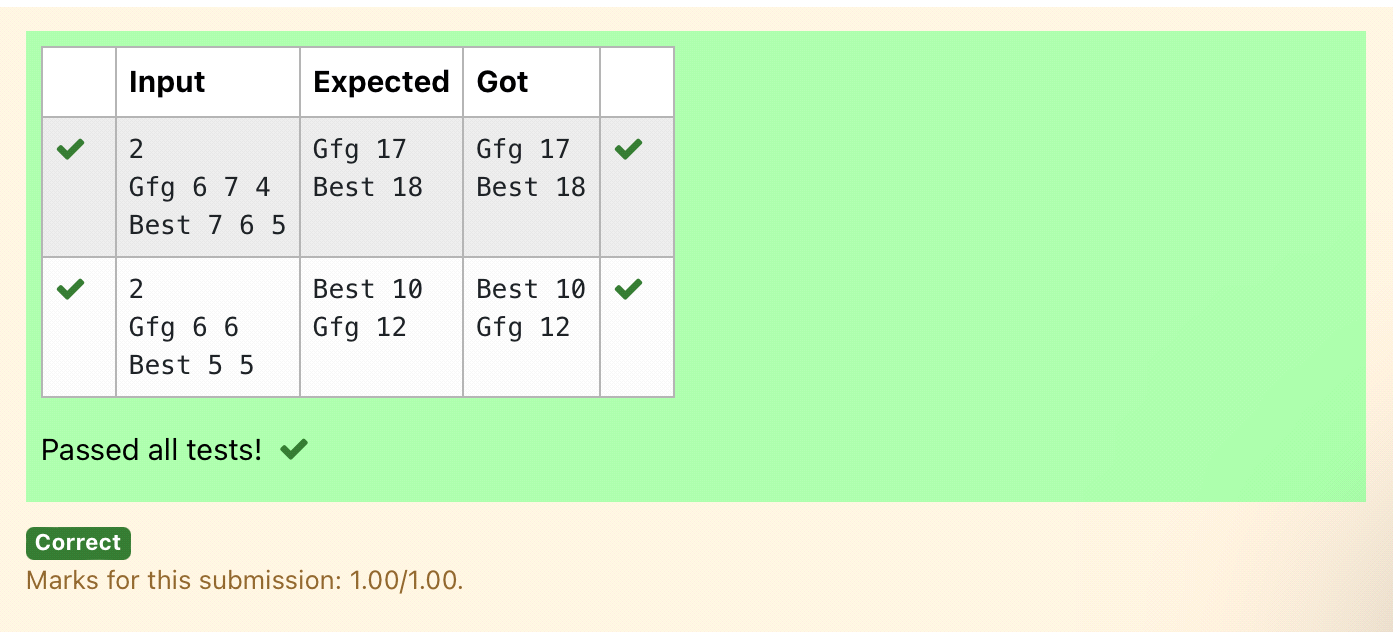 Input Expected Got
2
Gfg 6 7 4
Best 7 6 5
Gfg 17
Best 18
Gfg 17
Best 18
2
Gfg 6 6
Best 5 5
Best 10
Gfg 12
Best 10
Gfg 12
Passed all tests!
Correct
Marks for this submission: 1.00/1.00.